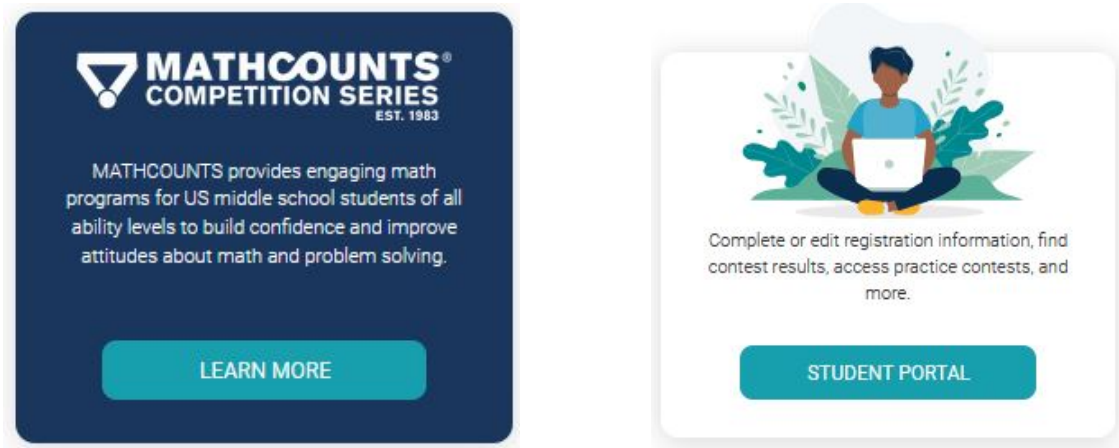 MATHCOUNTS®
COMPETITION SERIES
EST. 1983
MATHCOUNTS provides engaging math
programs for US middle school students of all
ability levels to build confidence and improve
attitudes about math and problem solving.
LEARN MORE
Complete or edit registration information, find
contest results, access practice contests, and
more.
STUDENT PORTAL